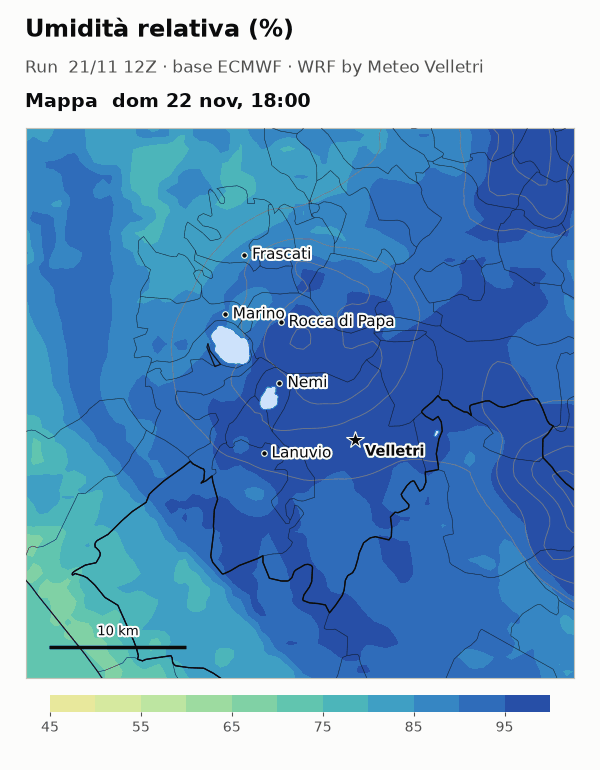 Umidità relativa (%)
Run  21/11 12Z · base ECMWF · WRF by Meteo Velletri
Mappa  dom 22 nov, 18:00
Frascati
Marino
Rocca di Papa
Nemi
Velletri
Lanuvio
10 km
45 55 65 75 85 95